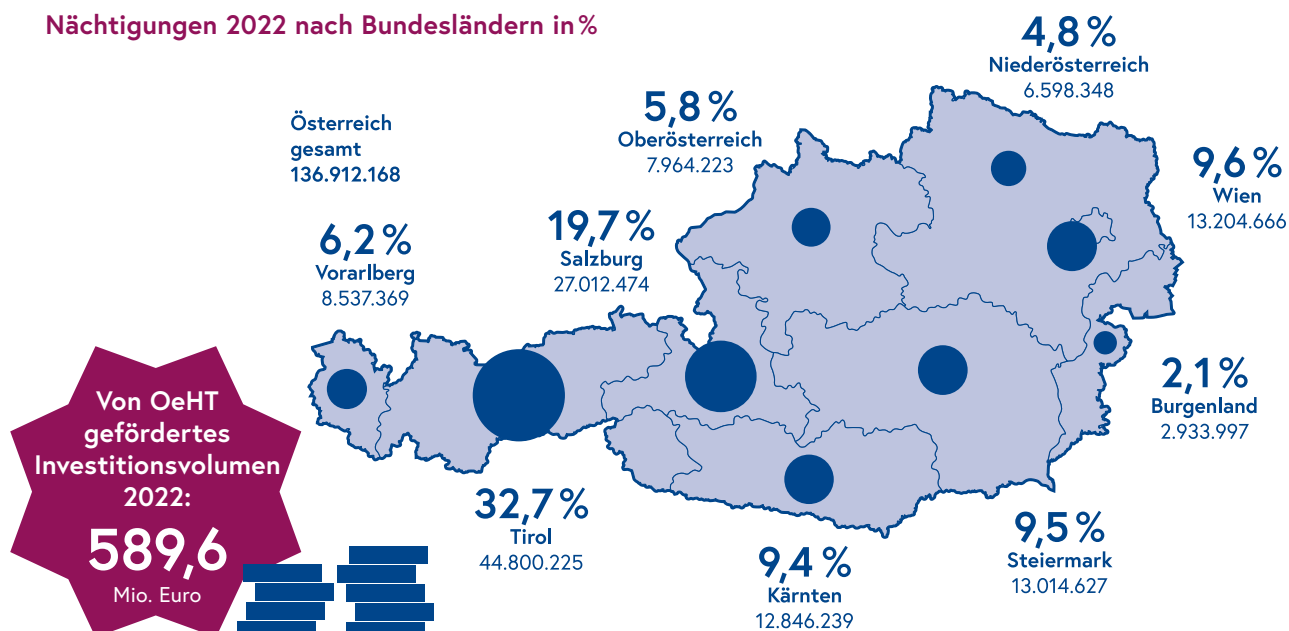 Nächtigungen 2022 nach Bundesländern in %
Österreich
gesamt
136.912.168
6,2 %
Vorarlberg
8.537.369
19,7 %
Salzburg
27.012.474
5,8 %
Oberösterreich
7.964.223
4,8 %
Niederösterreich
6.598.348
9,6 %
Wien
13.204.666
2,1 %
Burgenland
2.933.997
9,5 %
Steiermark
13.014.627
9,4 %
Kärnten
12.846.239
32,7 %
Tirol
44.800.225
Von OeHT
gefördertes
Investitionsvolumen
2022:
589,6
Mio. Euro